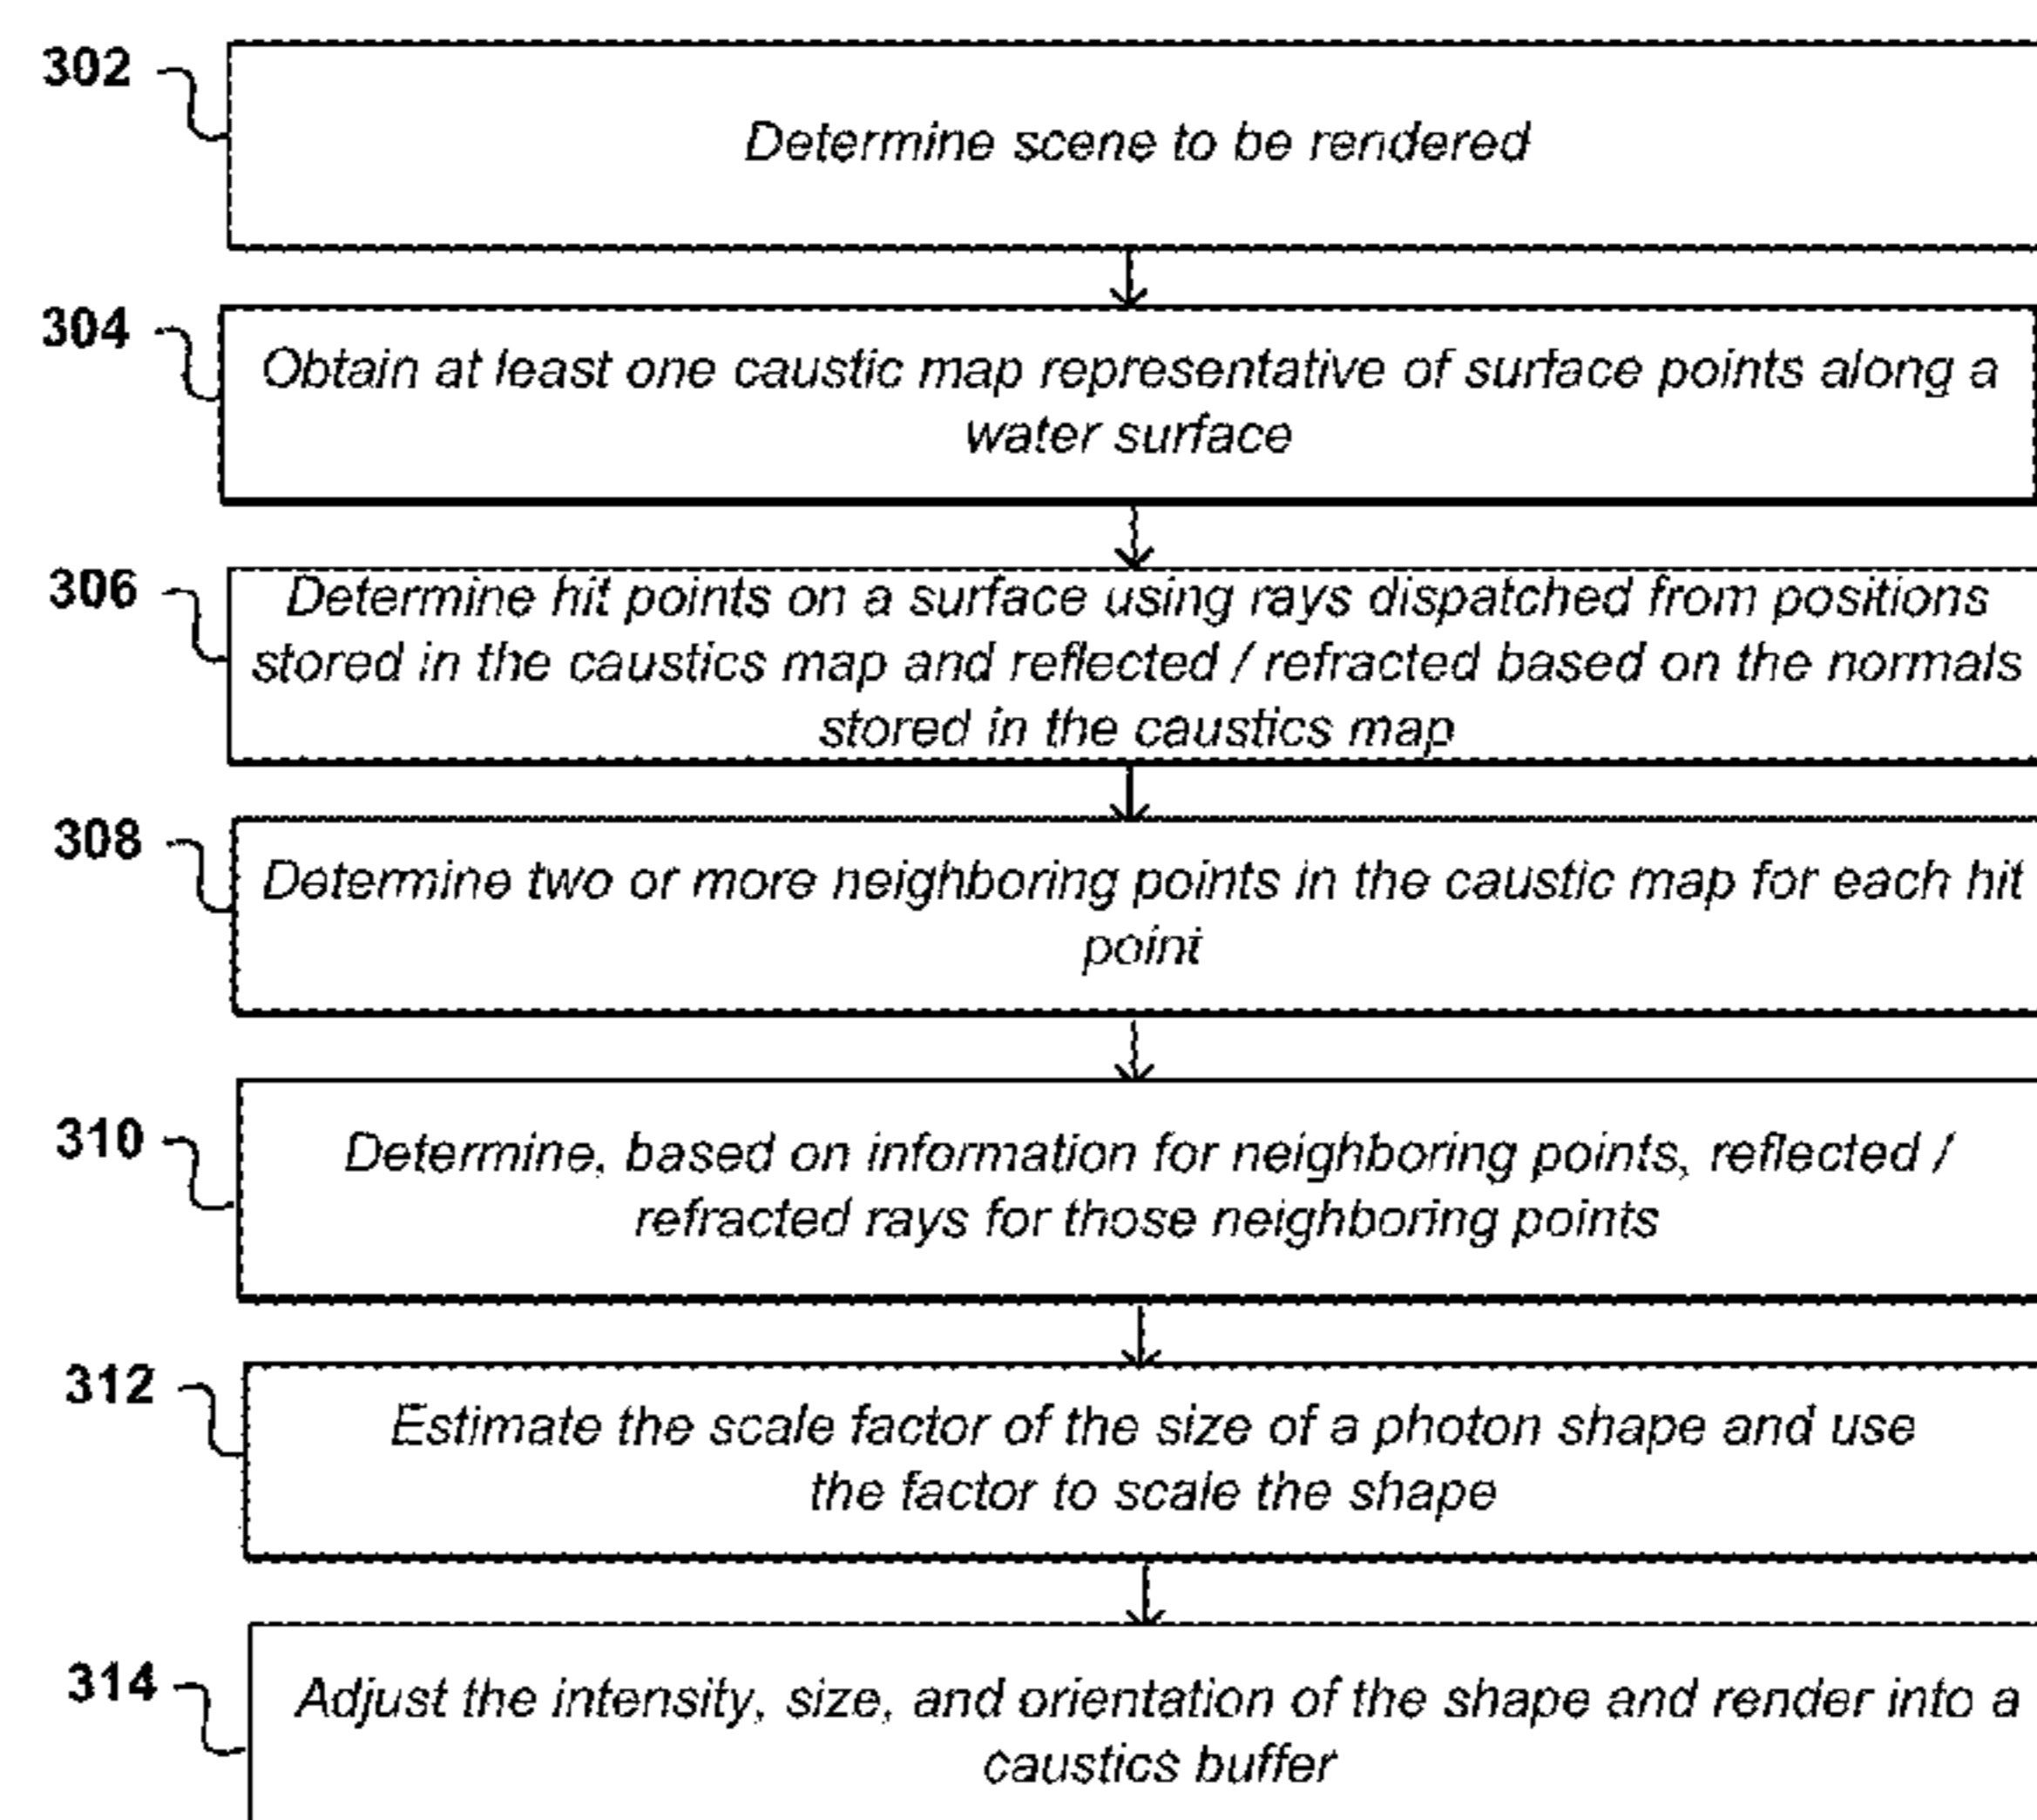 302
Determine scene to be rendered
304
Obtain at least one caustic map representative of surface points along a
water surface
306
Determine hit points on a surface using rays dispatched from positions
stored in the caustics map and reflected / refracted based on the normals
stored in the caustics map
308
Determine two or more neighboring points in the caustic map for each hit
point
310
Determine, based on information for neighboring points, reflected /
refracted rays for those neighboring points
312
Estimate the scale factor of the size of a photon shape and use
the factor to scale the shape
314
Adjust the intensity, size, and orientation of the shape and render into a
caustics buffer